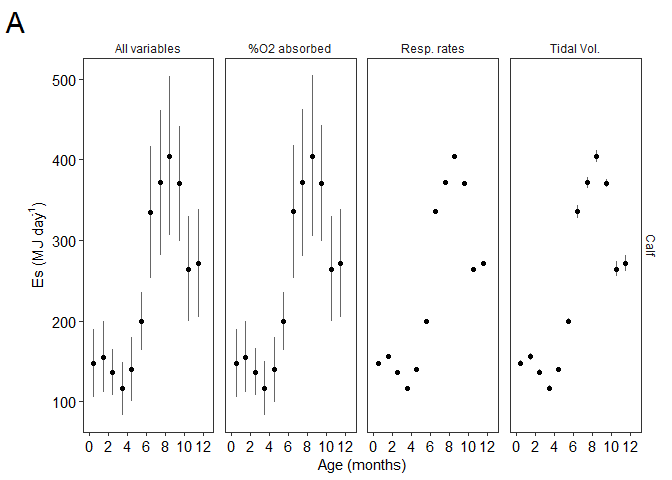 A
All variables %O2 absorbed Resp. rates Tidal Vol.
500
400
300
200
100
Es (MJ day-1)
Calf
0 2 4 6 8 10 12 0 2 4 6 8 10 12 0 2 4 6 8 10 12 0 2 4 6 8 10 12
Age (months)